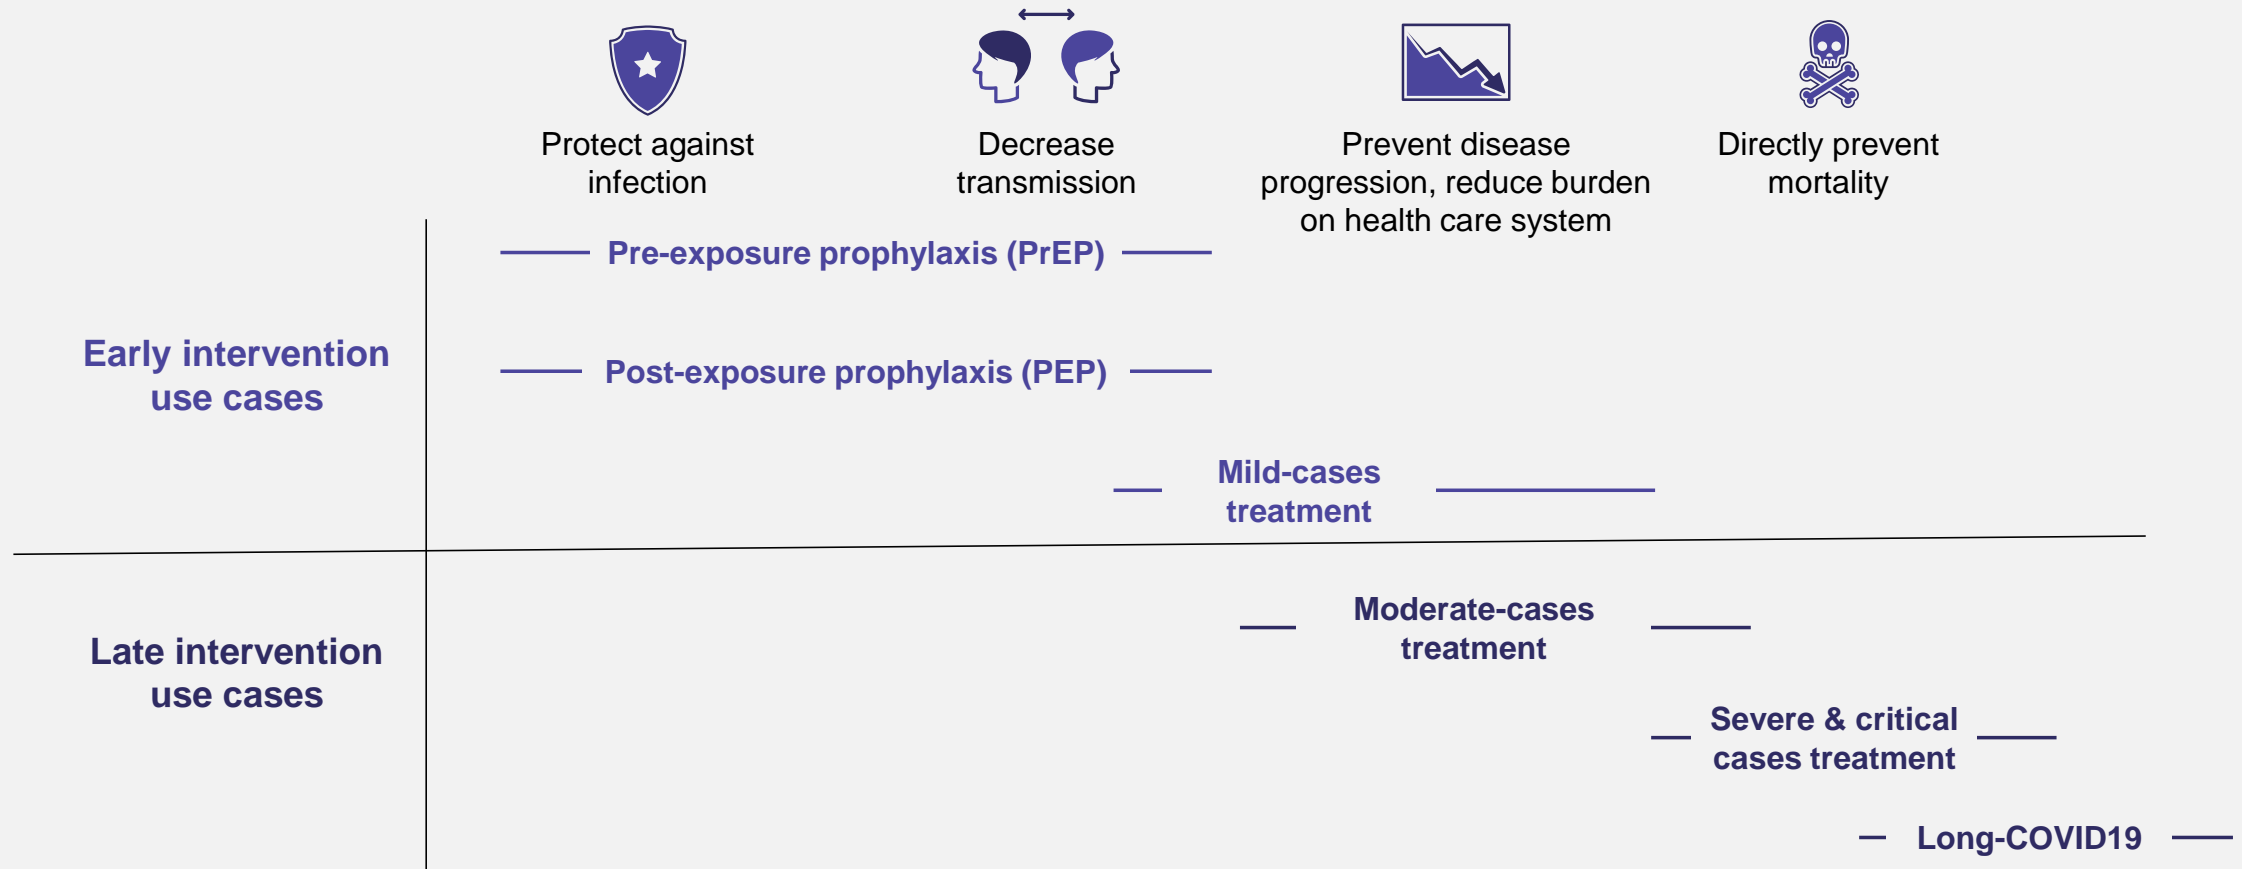 Protect against
infection
Decrease
transmission
Prevent disease
progression, reduce burden
on health care system
Directly prevent
mortality
Early intervention
use cases
Pre-exposure prophylaxis (PrEP)
Post-exposure prophylaxis (PEP)
Mild-cases
treatment
Late intervention
use cases
Moderate-cases
treatment
Severe & critical
cases treatment
Long-COVID19